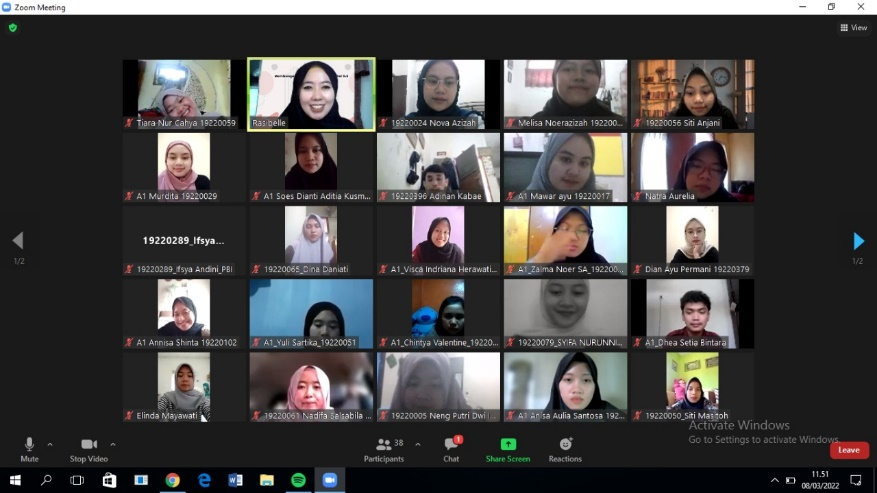 Zoom Meeting
View
Tiara Nur Cahya 19220059
Rasi belle
19220024 Nova Azizah
Melisa Noerazizah 192200...
19220056 Siti Anjani
A1 Murdita 19220029
A1 Soes Dianti Aditia Kusm...
19220396 Adinan Kabae
A1 Mawar ayu 19220017
Natra Aurelia
19220289_Ifsya...
19220289_Ifsya Andini_PBI
19220065_Dina Daniati
A1_Visca Indriana Herawati...
A1_Zalma Noer SA_192200...
Dian Ayu Permani 19220379
1/2
1/2
A1 Annisa Shinta 19220102
A1_Yuli Sartika_19220051
A1_Chintya Valentine_19220...
19220079_SYIFA NURUNNI...
A1_Dhea Setia Bintara
Elinda Mayawati
19220061 Nadifa Salsabila ...
19220005 Neng Putri Dwi ...
A1 Anisa Aulia Santosa 192...
19220050_Siti Masitoh
Activate Windows
Go to Settings to activate Windows.
Mute
Stop Video
38
Participants
1
Chat
Share Screen
Reactions
Leave
11.51
08/03/2022